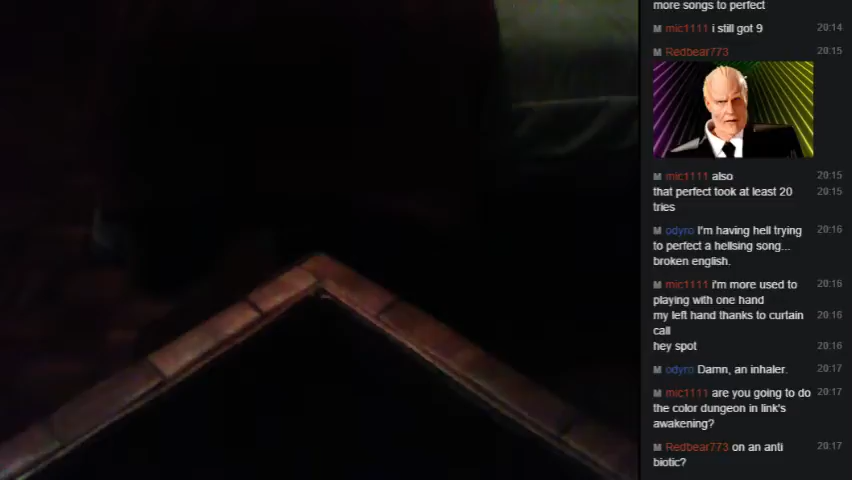 more songs to perfect
M mic1111 i still got 9 20:14
M Redbear773 20:15
M mic1111 also 20:15
that perfect took at least 20 20:15
tries
M odyro I'm having hell trying 20:16
to perfect a hellsing song...
broken english.
M mic1111 i'm more used to 20:16
playing with one hand
my left hand thanks to curtain 20:16
call
hey spot 20:16
M odyro Damn, an inhaler. 20:17
M mic1111 are you going to do 20:17
the color dungeon in link's
awakening?
M Redbear773 on an anti 20:17
biotic?